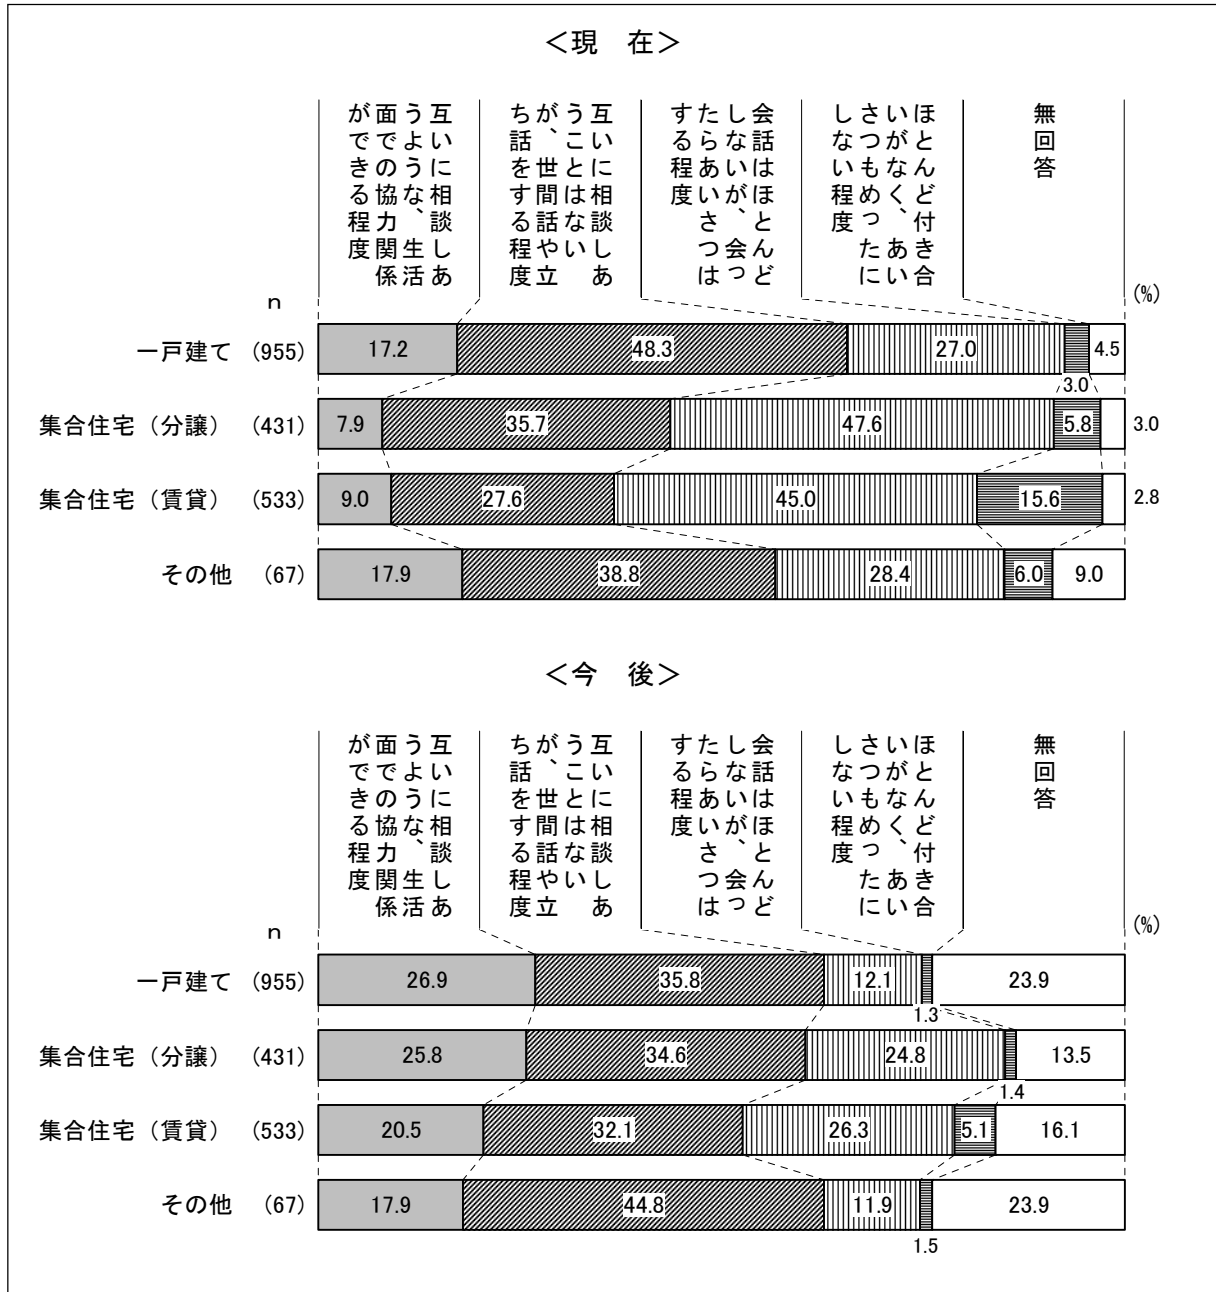 ＜現　在＞
互いに相談しあ
うような、生活
面での協力関係
ができる程度
互いに相談しあ
うことはない
が、世間話や立
ち話をする程度
会話はほとんど
しないが、会っ
たらあいさつは
する程度
ほとんど付き合
いがなく、あい
さつもめったに
しない程度
無回答
n
(%)
一戸建て (955) 17.2 48.3 27.0 3.0 4.5
集合住宅（分譲） (431) 7.9 35.7 47.6 5.8 3.0
集合住宅（賃貸） (533) 9.0 27.6 45.0 15.6 2.8
その他 (67) 17.9 38.8 28.4 6.0 9.0
＜今　後＞
互いに相談しあ
うような、生活
面での協力関係
ができる程度
互いに相談しあ
うことはない
が、世間話や立
ち話をする程度
会話はほとんど
しないが、会っ
たらあいさつは
する程度
ほとんど付き合
いがなく、あい
さつもめったに
しない程度
無回答
n
(%)
一戸建て (955) 26.9 35.8 12.1 1.3 23.9
集合住宅（分譲） (431) 25.8 34.6 24.8 1.4 13.5
集合住宅（賃貸） (533) 20.5 32.1 26.3 5.1 16.1
その他 (67) 17.9 44.8 11.9 1.5 23.9